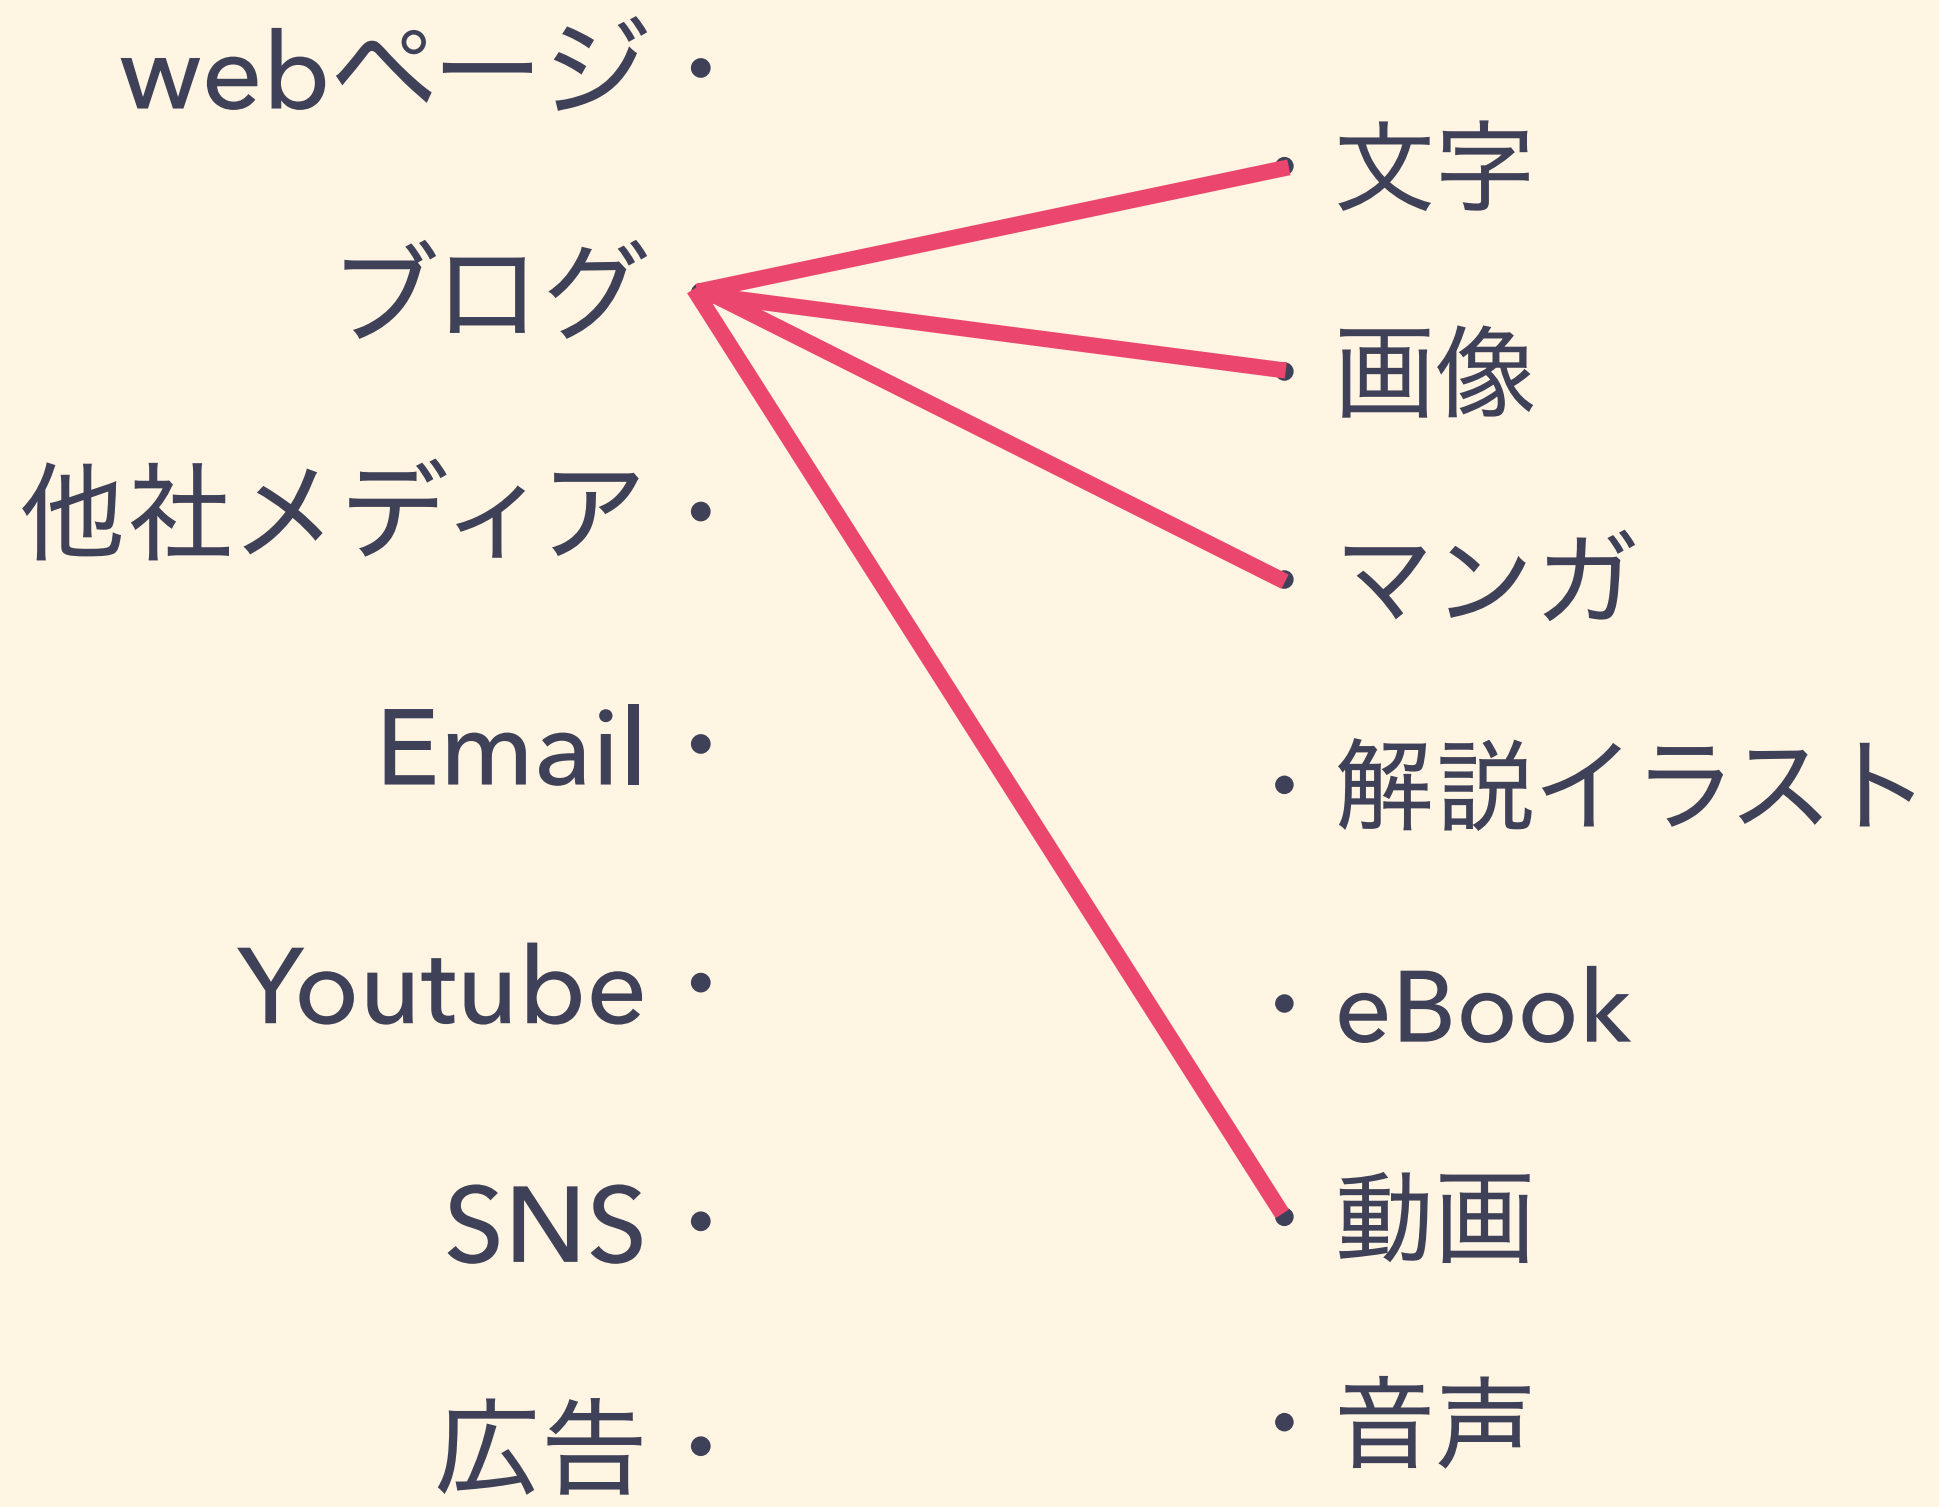 webページ・
ブログ
他社メディア・
Email・
Youtube・
SNS・
広告・
文字
画像
マンガ
・解説イラスト
・eBook
動画
・音声